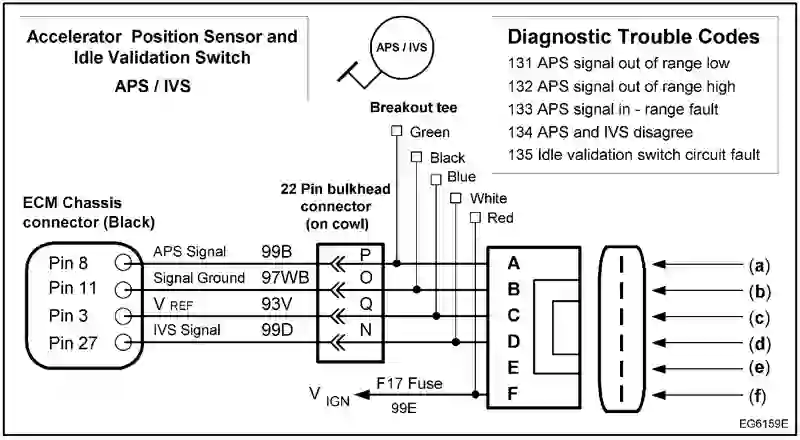 Accelerator Position Sensor and
Idle Validation Switch
APS / IVS
APS / IVS
Diagnostic Trouble Codes
131 APS signal out of range low
132 APS signal out of range high
133 APS signal in - range fault
134 APS and IVS disagree
135 Idle validation switch circuit fault
Breakout tee
Green
Black
Blue
White
Red
ECM Chassis
connector (Black)
22 Pin bulkhead
connector
(on cowl)
Pin 8 APS Signal 99B P A (a)
Pin 11 Signal Ground 97WB O B (b)
Pin 3 V REF 93V Q C (c)
Pin 27 IVS Signal 99D N D (d)
E (e)
V IGN F17 Fuse F (f)
99E
EG6159E